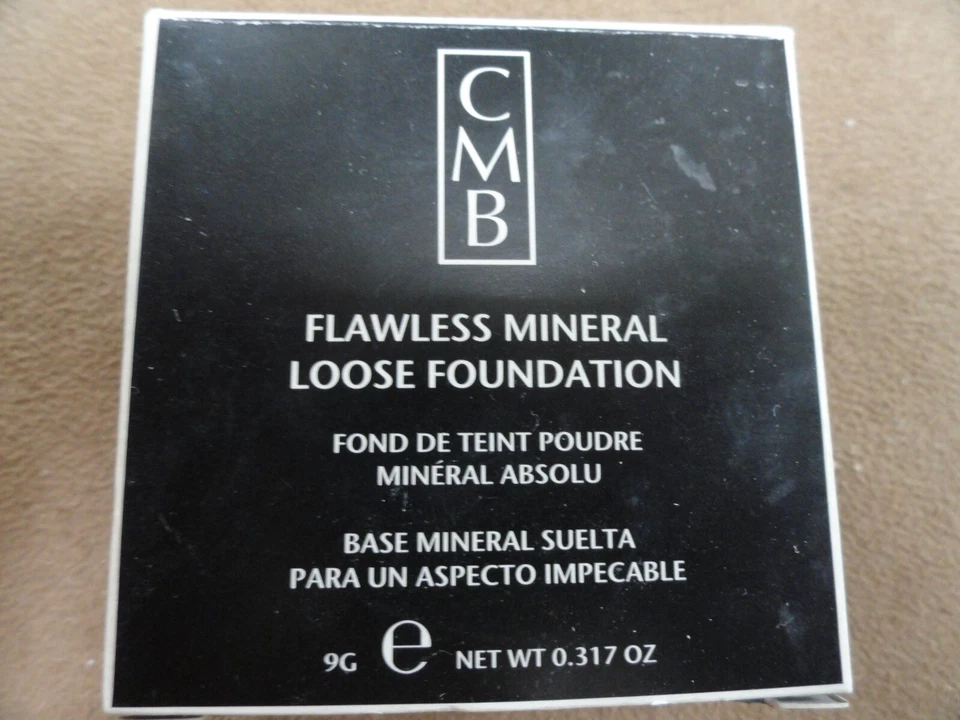 C
M
B
FLAWLESS MINERAL
LOOSE FOUNDATION
FOND DE TEINT POUDRE
MINÉRAL ABSOLU
BASE MINERAL SUELTA
PARA UN ASPECTO IMPECABLE
9G e NET WT 0.317 OZ